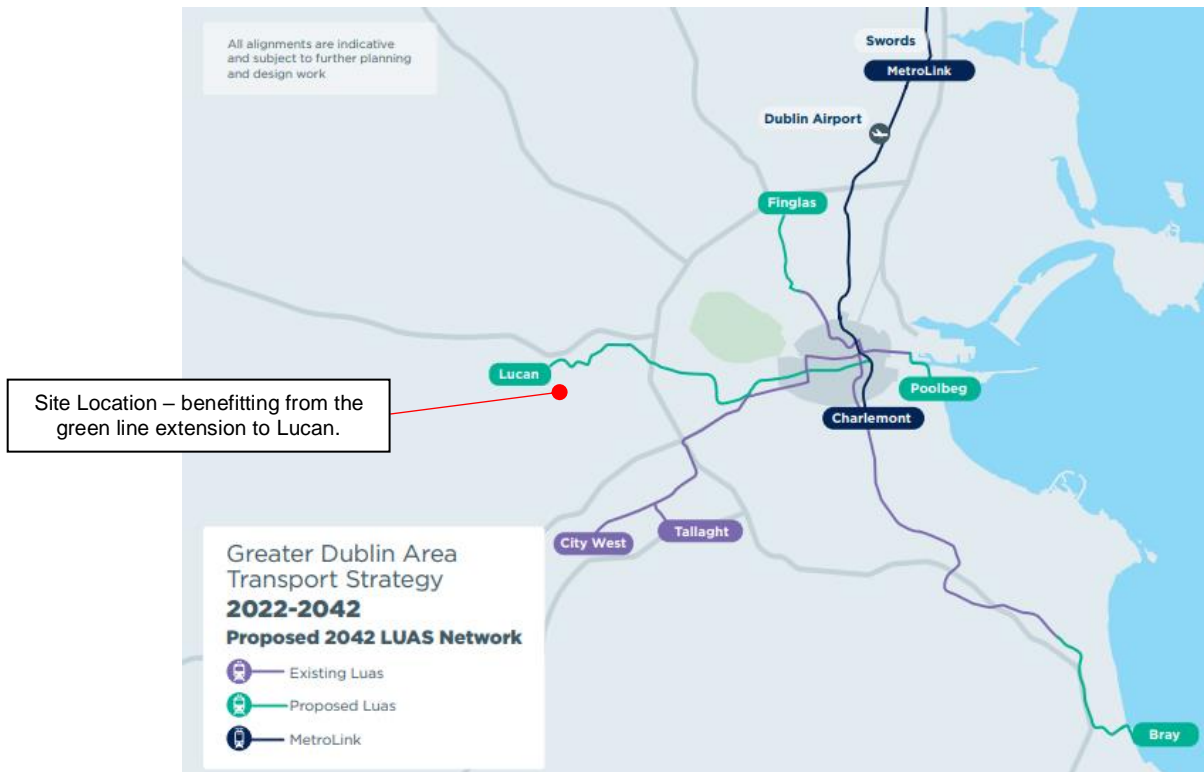 All alignments are indicative
and subject to further planning
and design work
Swords
MetroLink
Dublin Airport
Finglas
Lucan
Poolbeg
Charlemont
Site Location – benefitting from the
green line extension to Lucan.
City West
Tallaght
Greater Dublin Area
Transport Strategy
2022-2042
Proposed 2042 LUAS Network
Existing Luas
Proposed Luas
MetroLink
Bray